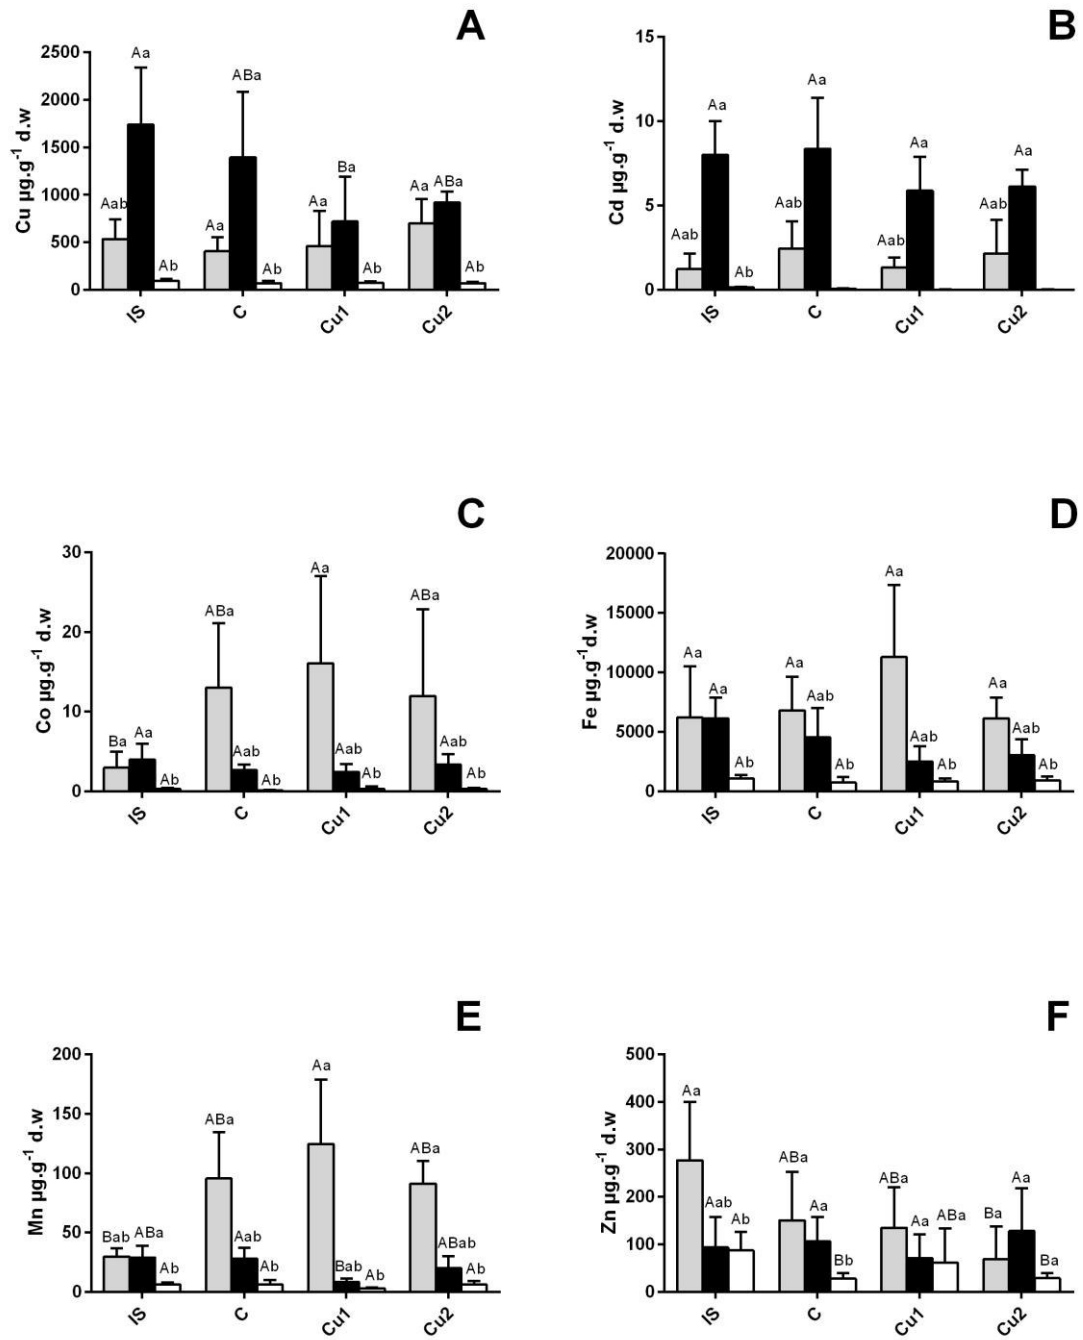 A
Cu µg.g⁻¹ d.w
2500
2000
1500
1000
500
0
Aab Aa Ab
Aa ABa Ab
Aa Ba Ab
Aa ABa Ab
IS C Cu1 Cu2
B
Cd µg.g⁻¹ d.w
15
10
5
0
Aab Aa Ab
Aab Aa
Aab Aa
Aab Aa
IS C Cu1 Cu2
C
Co µg.g⁻¹ d.w
30
20
10
0
Ba Aa Ab
ABa Aab Ab
Aa Aab Ab
ABa Aab Ab
IS C Cu1 Cu2
D
Fe µg.g⁻¹d.w
20000
15000
10000
5000
0
Aa Aa Ab
Aa Aab Ab
Aa Aab Ab
Aa Aab Ab
IS C Cu1 Cu2
E
Mn µg.g⁻¹ d.w
200
150
100
50
0
Bab ABa Ab
ABa Aab Ab
Aa Bab Ab
ABa ABab Ab
IS C Cu1 Cu2
F
Zn µg.g⁻¹ d.w
500
400
300
200
100
0
Aa Aab Ab
ABa Aa Bb
ABa Aa ABa
Ba Aa Ba
IS C Cu1 Cu2